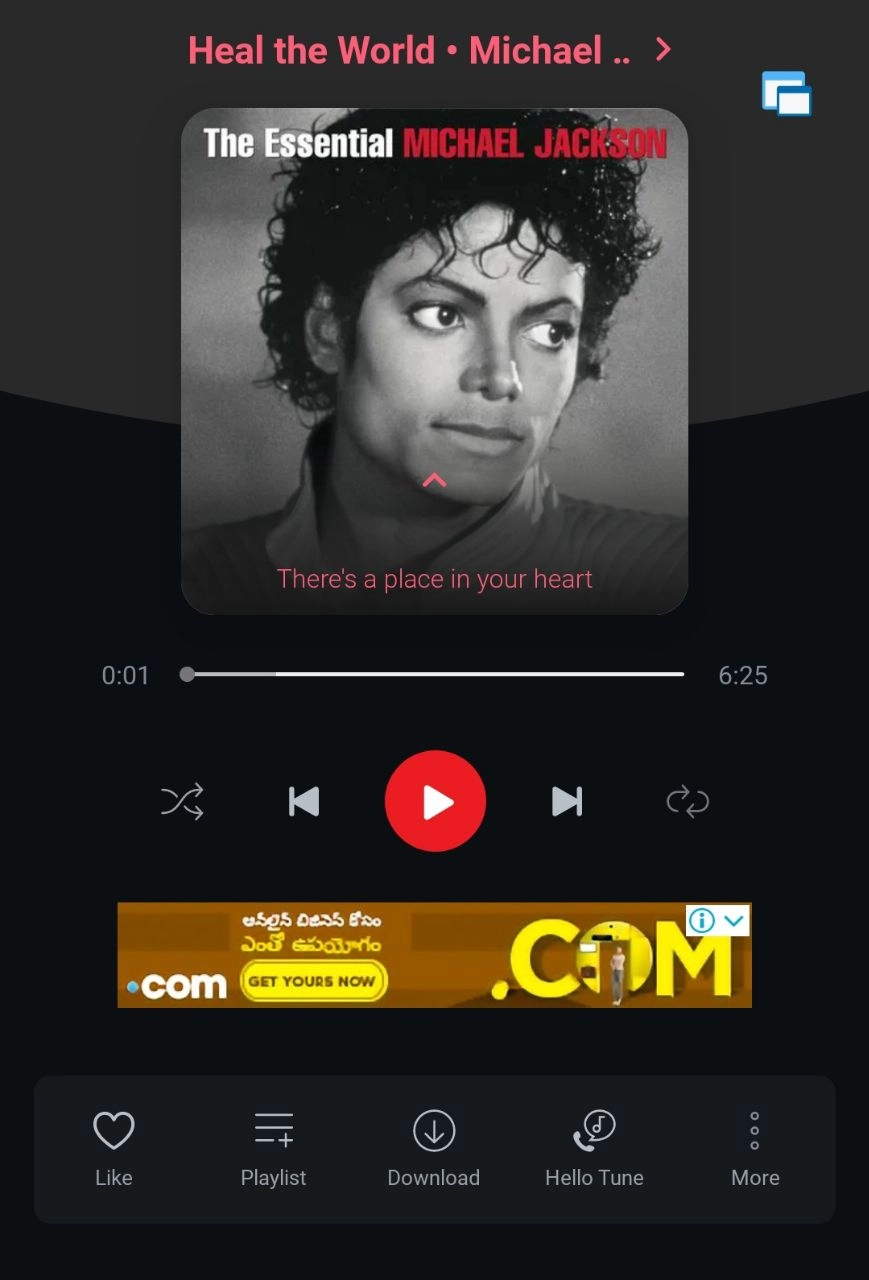 Heal the World • Michael ..
The Essential MICHAEL JACKSON
There's a place in your heart
0:01
6:25
ఆన్‌లైన్ బిజినెస్ కోసం
ఎంతో ఉపయోగం
.com
GET YOURS NOW
.COM
Like
Playlist
Download
Hello Tune
More